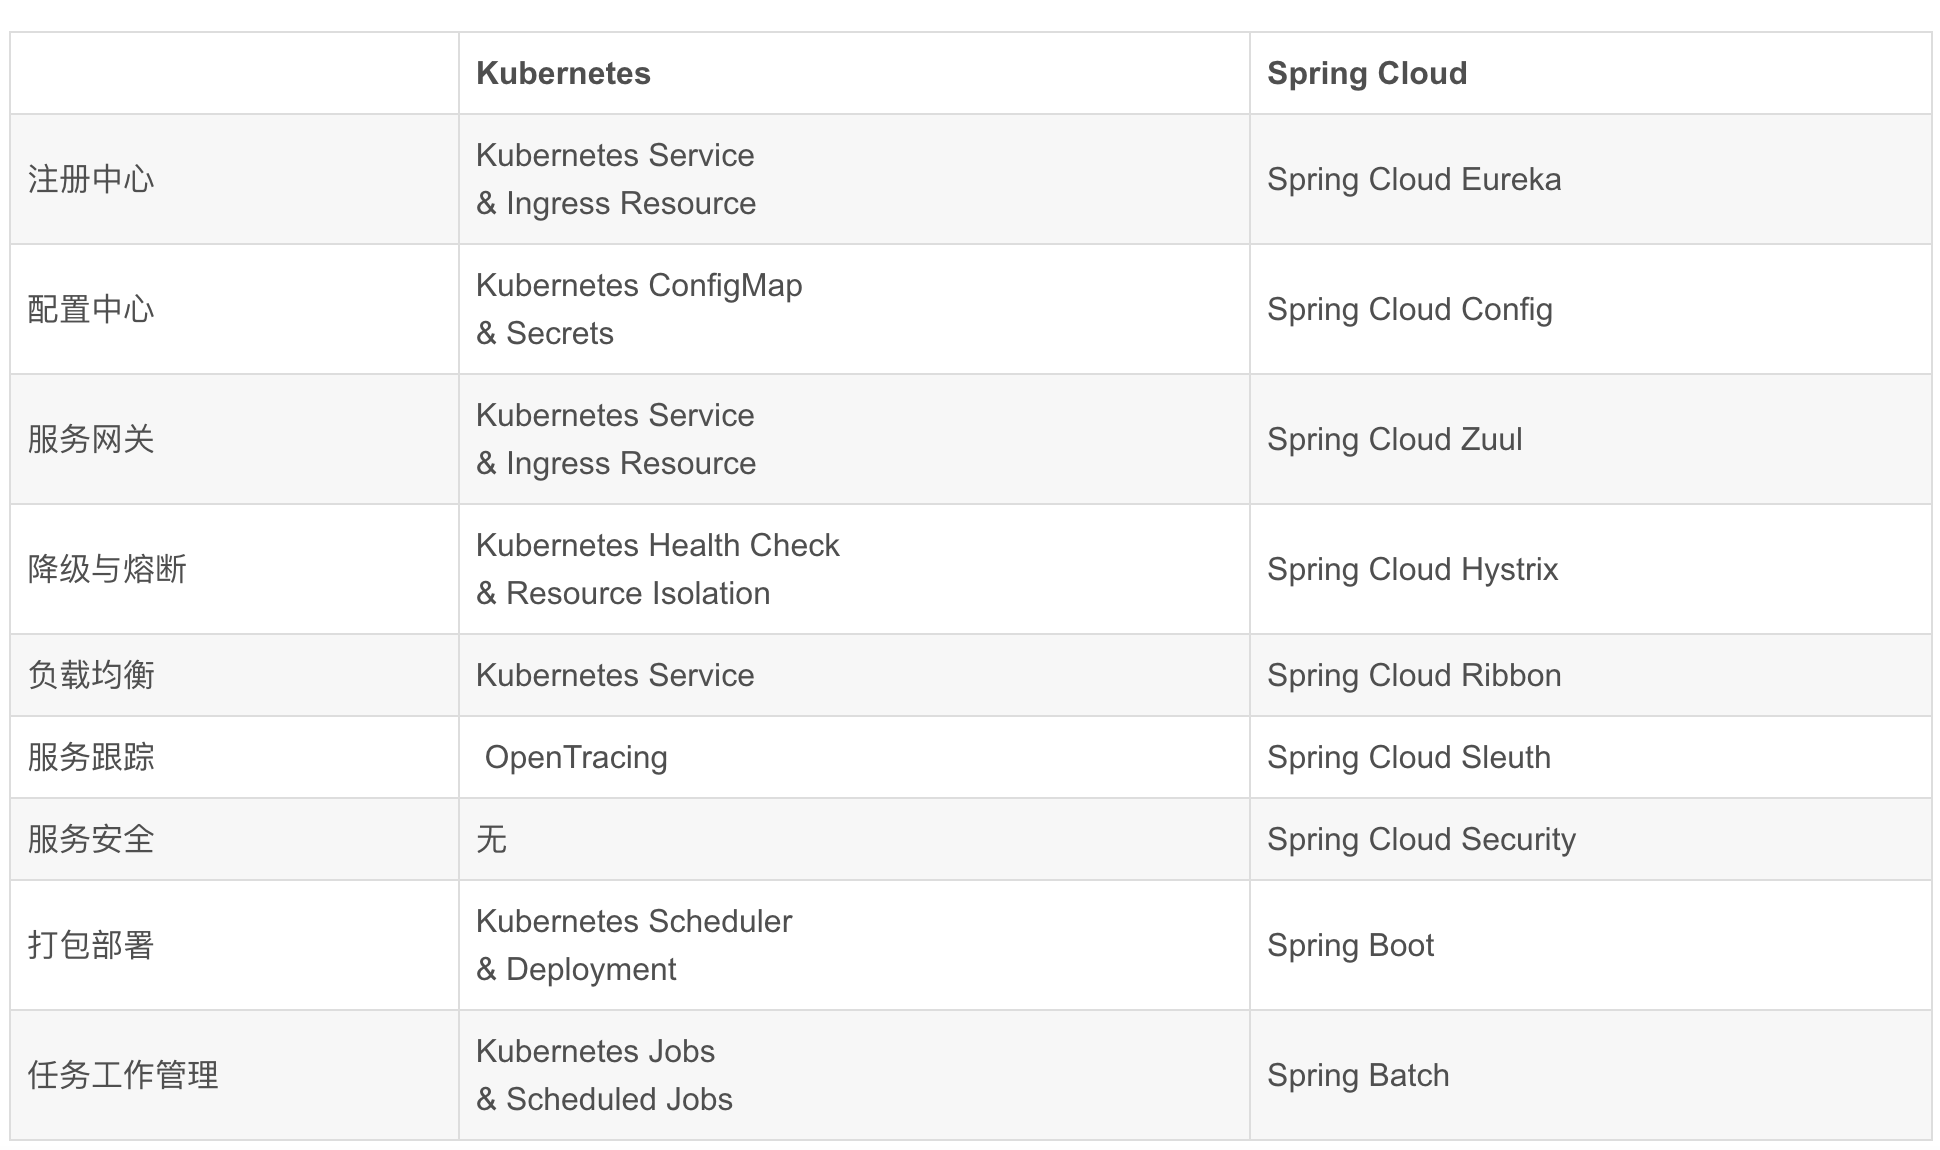 Kubernetes
Spring Cloud
注册中心
Kubernetes Service
& Ingress Resource
Spring Cloud Eureka
配置中心
Kubernetes ConfigMap
& Secrets
Spring Cloud Config
服务网关
Kubernetes Service
& Ingress Resource
Spring Cloud Zuul
降级与熔断
Kubernetes Health Check
& Resource Isolation
Spring Cloud Hystrix
负载均衡
Kubernetes Service
Spring Cloud Ribbon
服务跟踪
OpenTracing
Spring Cloud Sleuth
服务安全
无
Spring Cloud Security
打包部署
Kubernetes Scheduler
& Deployment
Spring Boot
任务工作管理
Kubernetes Jobs
& Scheduled Jobs
Spring Batch